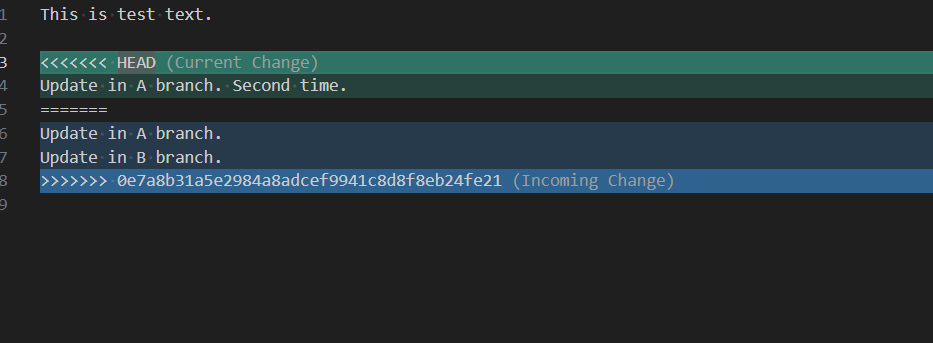 1 This is test text.
2
3 <<<<<<< HEAD (Current Change)
4 Update in A branch. Second time.
5 =======
6 Update in A branch.
7 Update in B branch.
8 >>>>>>> 0e7a8b31a5e2984a8adcef9941c8d8f8eb24fe21 (Incoming Change)
9